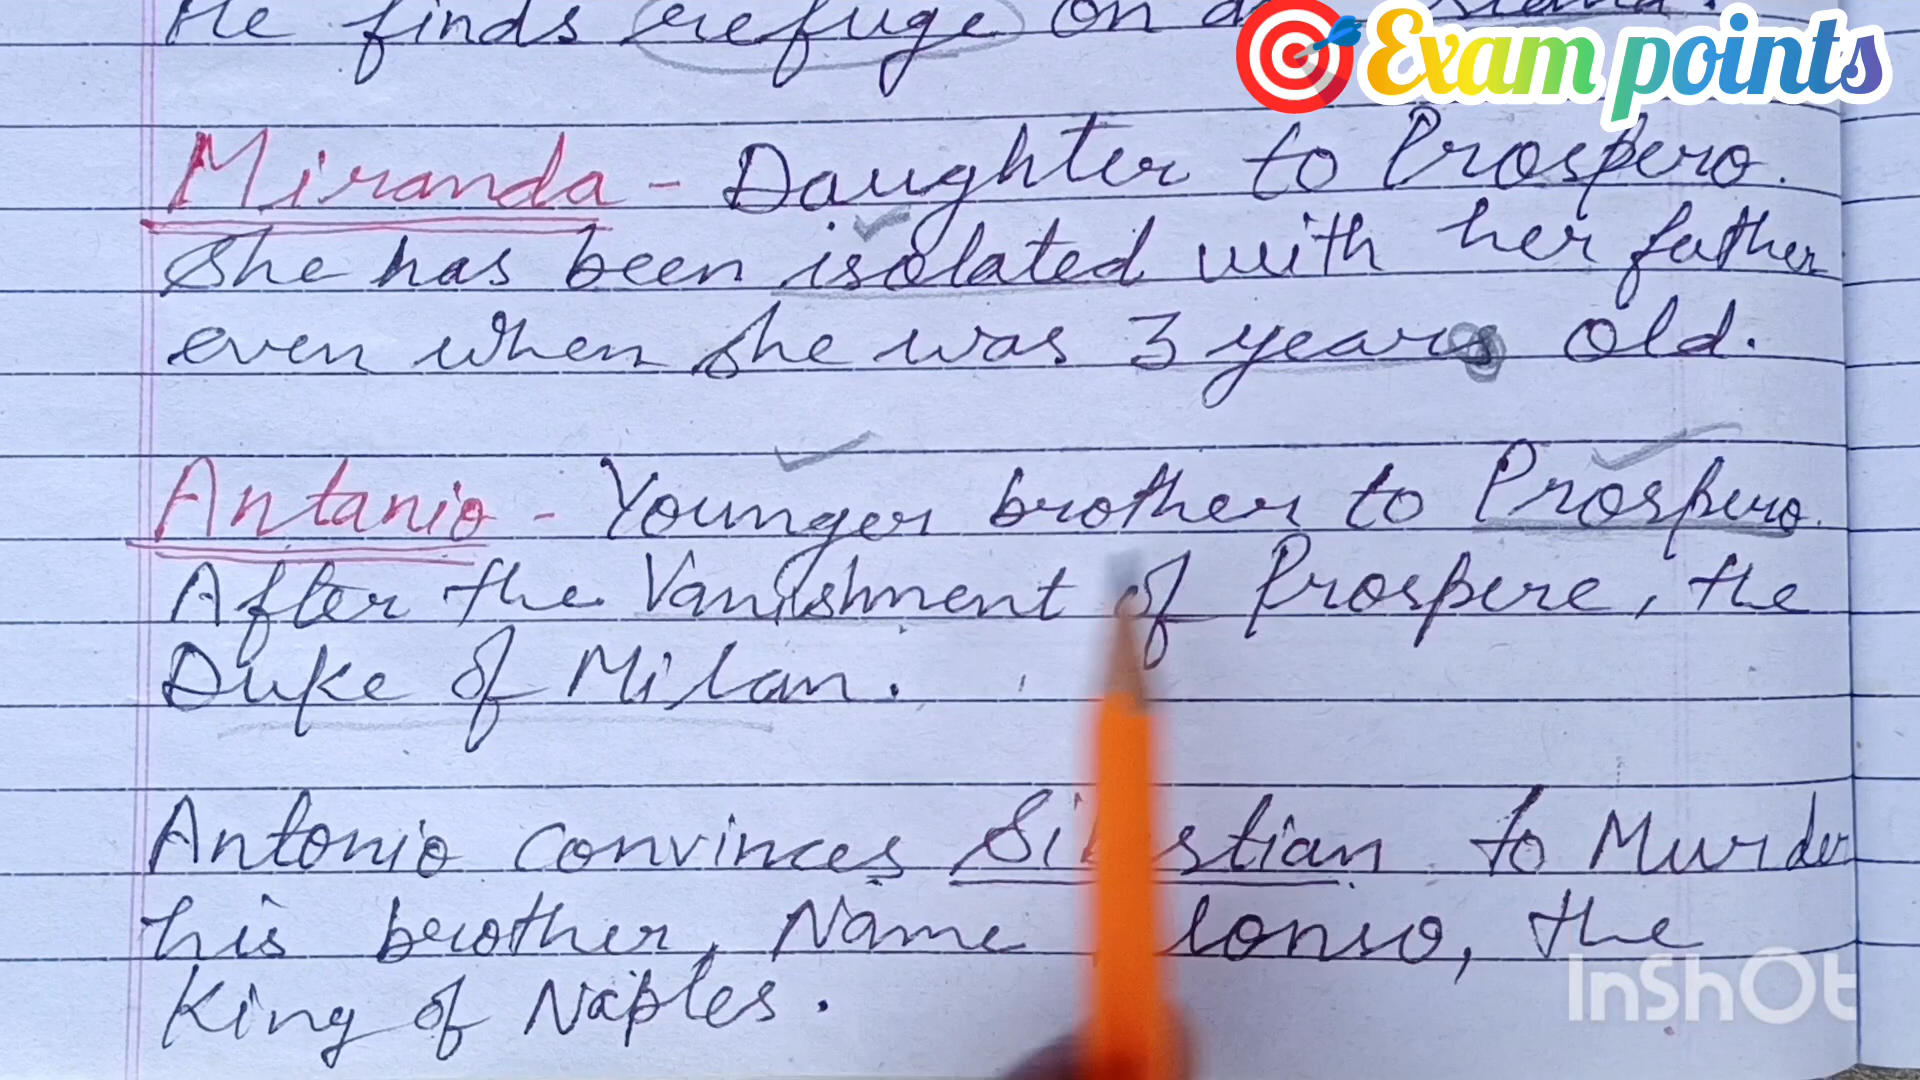 He finds refuge on
Exam points
Miranda - Daughter to Prospero.
She has been isolated with her father
even when she was 3 years old.
Antanio - Younger brother to Prospero.
After the Vanishment of Prospere, the
Duke of Milan.
Antonio convinces to Murder
his brother, Name the
King of Naples.
InShOt